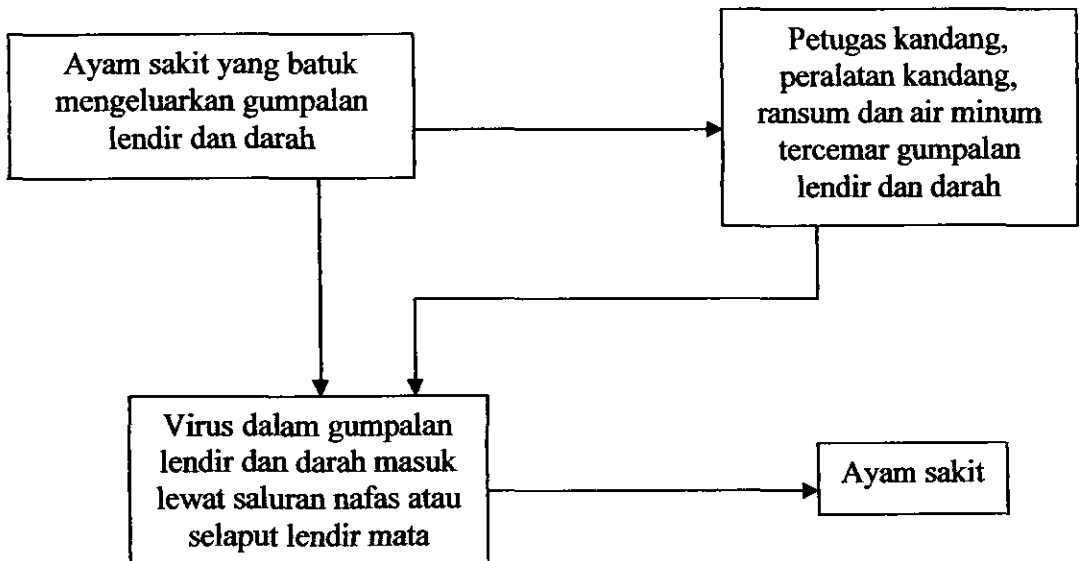 Ayam sakit yang batuk
mengeluarkan gumpalan
lendir dan darah
Petugas kandang,
peralatan kandang,
ransum dan air minum
tercemar gumpalan
lendir dan darah
Virus dalam gumpalan
lendir dan darah masuk
lewat saluran nafas atau
selaput lendir mata
Ayam sakit